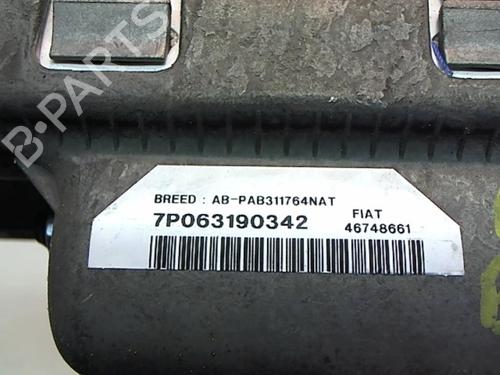 B-PARTS
BREED : AB-PAB311764NAT
7P063190342
FIAT
46748661